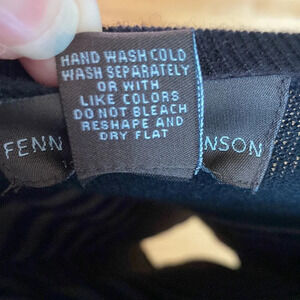 HAND WASH COLD
WASH SEPARATELY
OR WITH
LIKE COLORS
DO NOT BLEACH
RESHAPE AND
DRY FLAT
FENN NSON